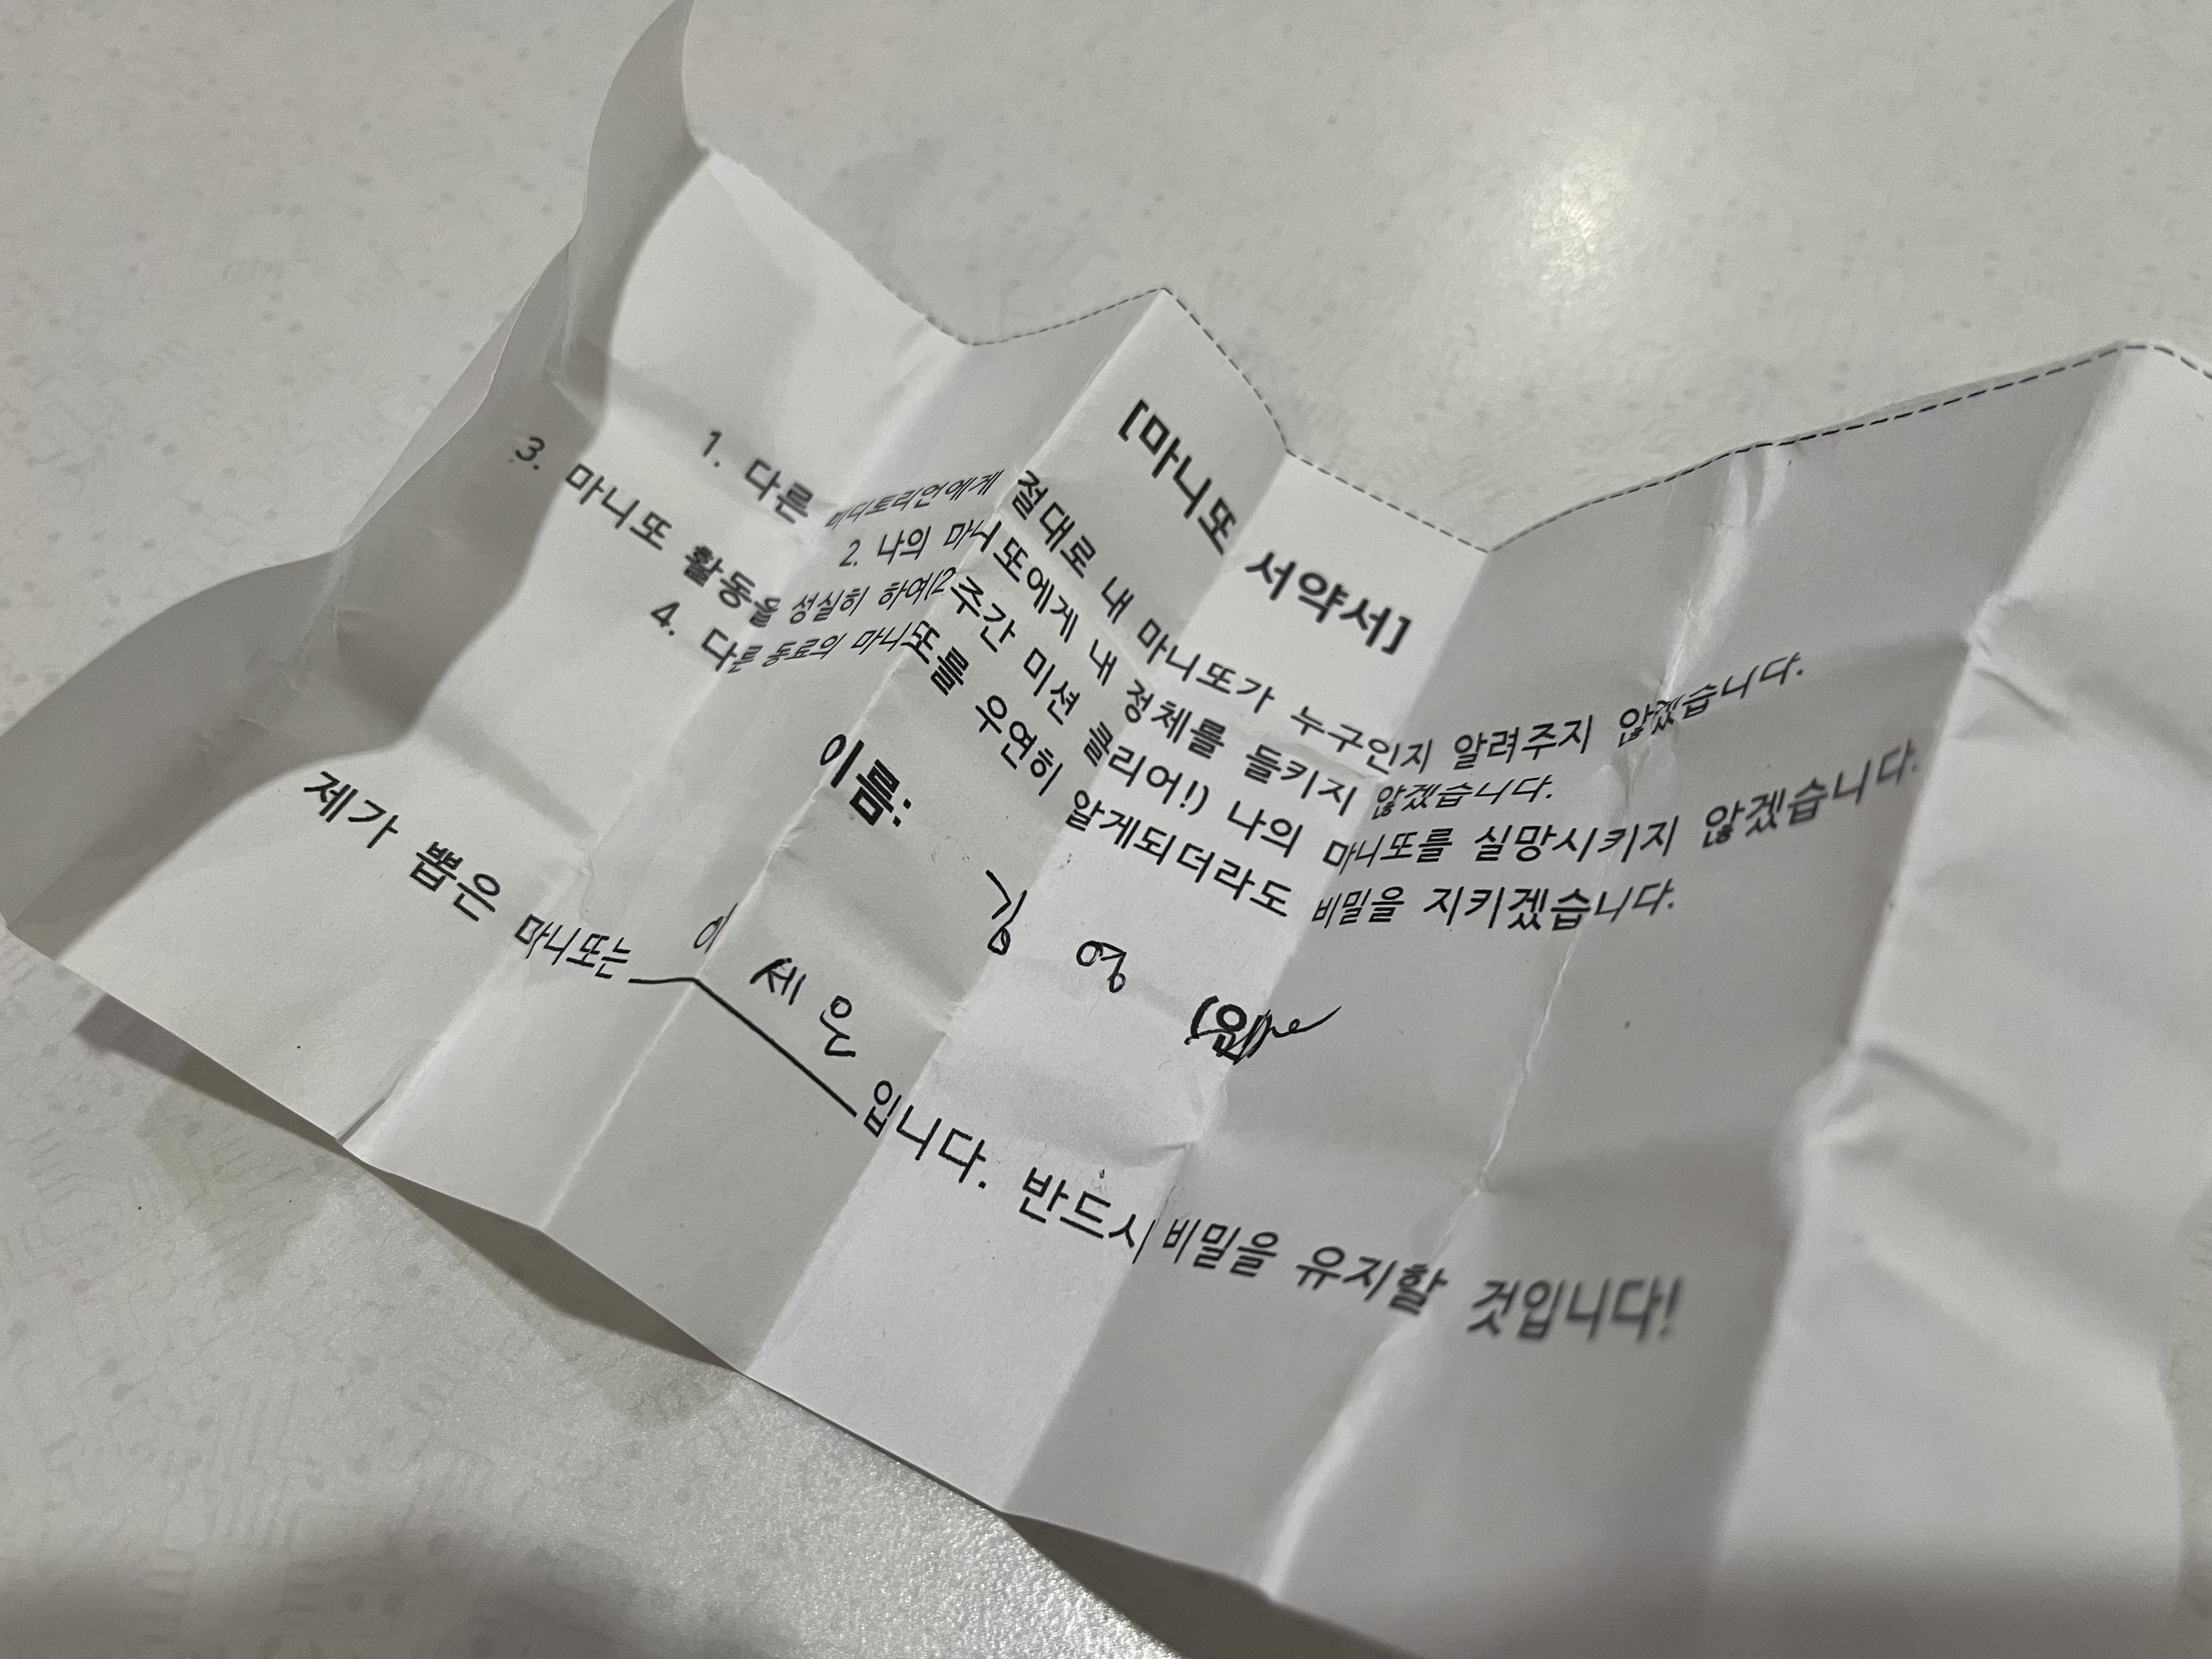 [마니또 서약서]
1. 다른 미디토리언에게 절대로 내 마니또가 누구인지 알려주지 않겠습니다.
2. 나의 마니또에게 내 정체를 들키지 않겠습니다.
3. 마니또 활동을 성실히 하여(2주간 미션 클리어!) 나의 마니또를 실망시키지 않겠습니다.
4. 다른 동료의 마니또를 우연히 알게되더라도 비밀을 지키겠습니다.
이름: 김 영
제가 뽑은 마니또는 이 세은 입니다. 반드시 비밀을 유지할 것입니다!